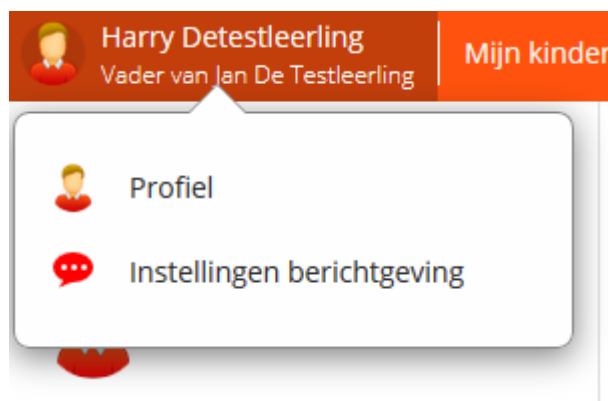 Harry Detestleerling
Vader van Jan De Testleerling
Mijn kinder
Profiel
Instellingen berichtgeving